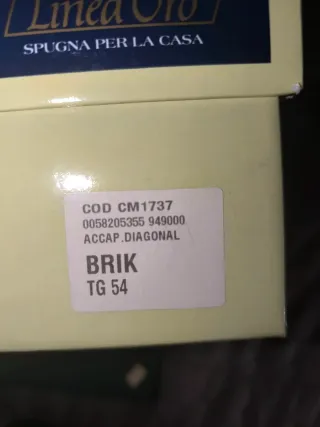 Linea Oro
SPUGNA PER LA CASA
COD CM1737
0058205355 949000
ACCAP.DIAGONAL
BRIK
TG 54